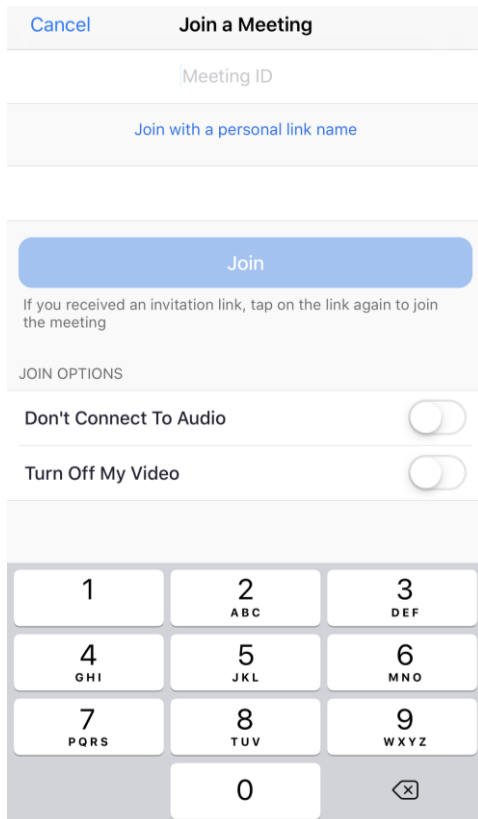 Cancel Join a Meeting
Meeting ID
Join with a personal link name
Join
If you received an invitation link, tap on the link again to join
the meeting
JOIN OPTIONS
Don't Connect To Audio
Turn Off My Video
1 2 3
ABC DEF
4 5 6
GHI JKL MNO
7 8 9
PQRS TUV WXYZ
0